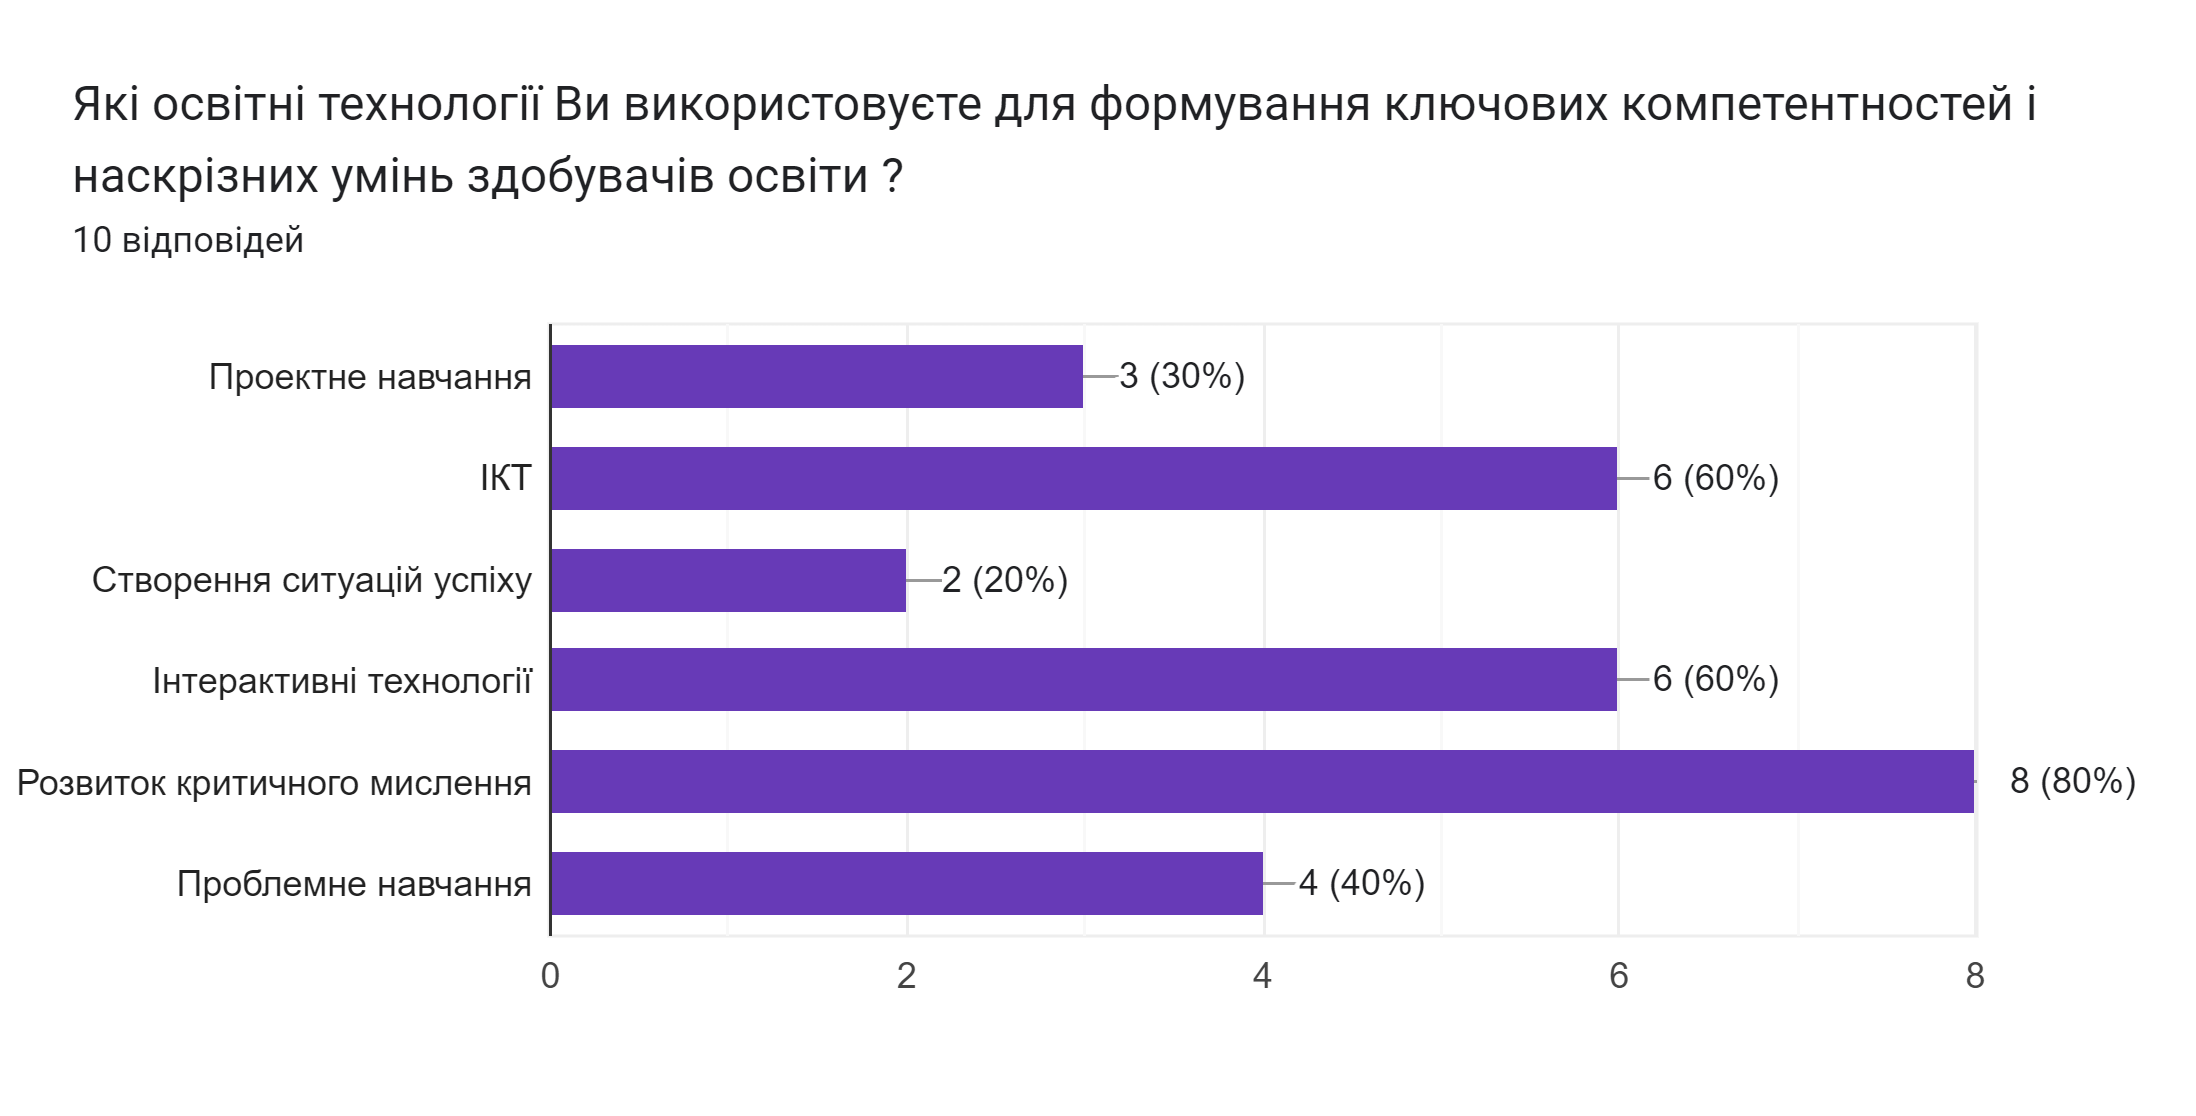 Які освітні технології Ви використовуєте для формування ключових компетентностей і
наскрізних умінь здобувачів освіти ?
10 відповідей
Проектне навчання
3 (30%)
ІКТ
6 (60%)
Створення ситуацій успіху
2 (20%)
Інтерактивні технології
6 (60%)
Розвиток критичного мислення
8 (80%)
Проблемне навчання
4 (40%)
0 2 4 6 8